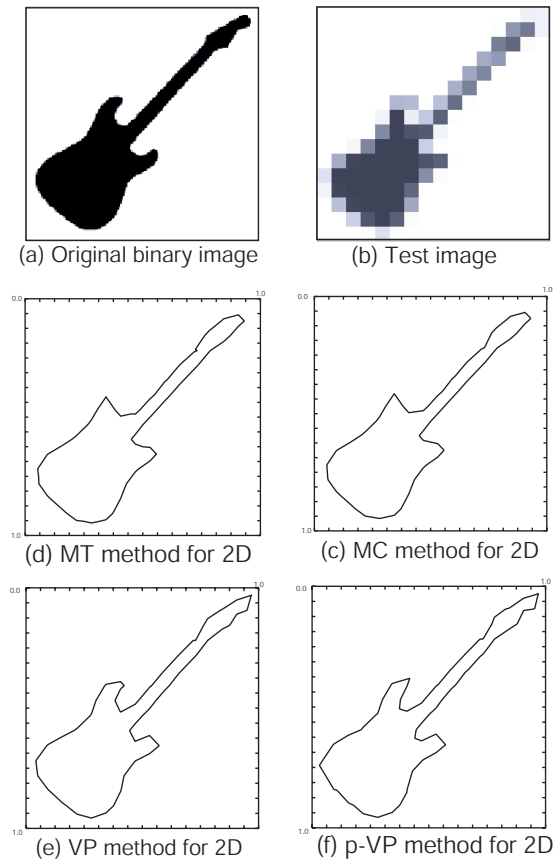 (a) Original binary image
(b) Test image
0.0
1.0
1.0
0.0
1.0
1.0
(d) MT method for 2D
(c) MC method for 2D
0.0
1.0
1.0
0.0
1.0
1.0
(e) VP method for 2D
(f) p-VP method for 2D